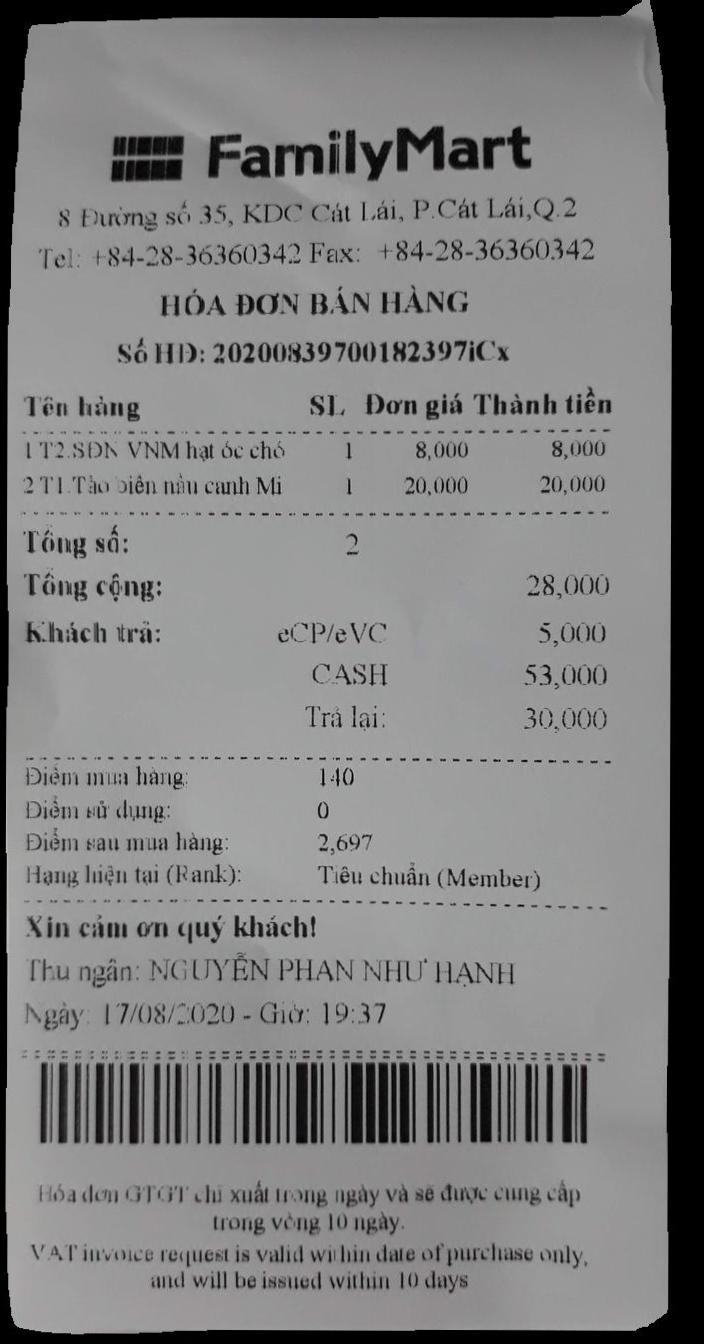 FamilyMart
8 Đường số 35, KDC Cát Lái, P.Cát Lái,Q.2
Tel: +84-28-36360342 Fax: +84-28-36360342
HÓA ĐƠN BÁN HÀNG
Số HD: 20200839700182397iCx
Tên hàng SL Đơn giá Thành tiền
1 T2.SĐN VNM hạt óc chó 1 8,000 8,000
2 T1.Tảo biển nấu canh Mi 1 20,000 20,000
Tổng số: 2
Tổng cộng: 28,000
Khách trả: eCP/eVC 5,000
CASH 53,000
Trả lại: 30,000
Điểm mua hàng: 140
Điểm sử dụng: 0
Điểm sau mua hàng: 2,697
Hạng hiện tại (Rank): Tiêu chuẩn (Member)
Xin cảm ơn quý khách!
Thu ngân: NGUYỄN PHAN NHƯ HẠNH
Ngày: 17/08/2020 - Giờ: 19:37
Hóa đơn GTGT chỉ xuất trong ngày và sẽ được cung cấp
trong vòng 10 ngày.
VAT invoice request is valid within date of purchase only,
and will be issued within 10 days